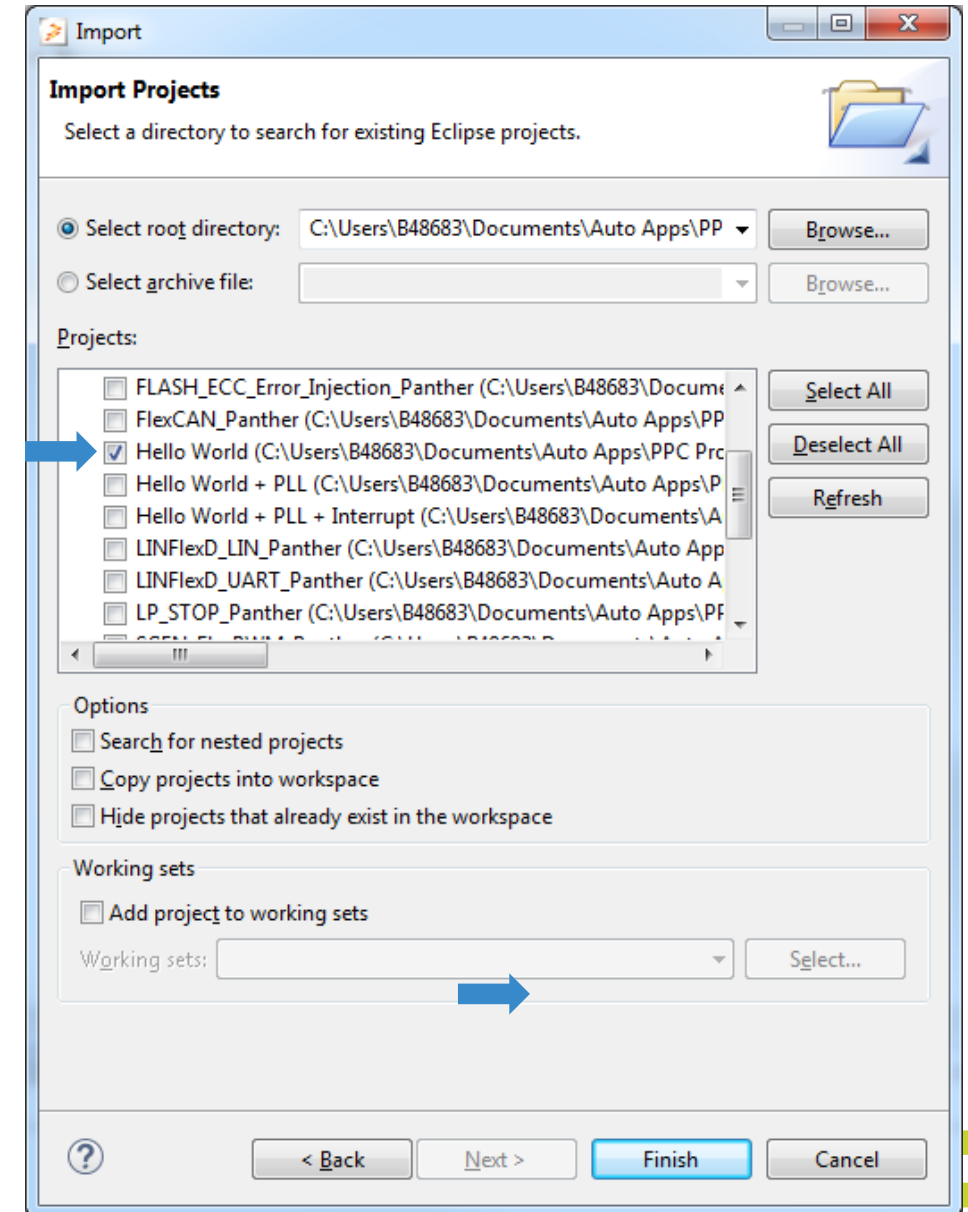 Import
Import Projects
Select a directory to search for existing Eclipse projects.
Select root directory: C:\Users\B48683\Documents\Auto Apps\PP Browse...
Select archive file: Browse...
Projects:
FLASH_ECC_Error_Injection_Panther (C:\Users\B48683\Docume
FlexCAN_Panther (C:\Users\B48683\Documents\Auto Apps\PP
Hello World (C:\Users\B48683\Documents\Auto Apps\PPC Prc
Hello World + PLL (C:\Users\B48683\Documents\Auto Apps\P
Hello World + PLL + Interrupt (C:\Users\B48683\Documents\A
LINFlexD_LIN_Panther (C:\Users\B48683\Documents\Auto App
LINFlexD_UART_Panther (C:\Users\B48683\Documents\Auto A
LP_STOP_Panther (C:\Users\B48683\Documents\Auto Apps\PF
Select All
Deselect All
Refresh
Options
Search for nested projects
Copy projects into workspace
Hide projects that already exist in the workspace
Working sets
Add project to working sets
Working sets: Select...
< Back Next > Finish Cancel